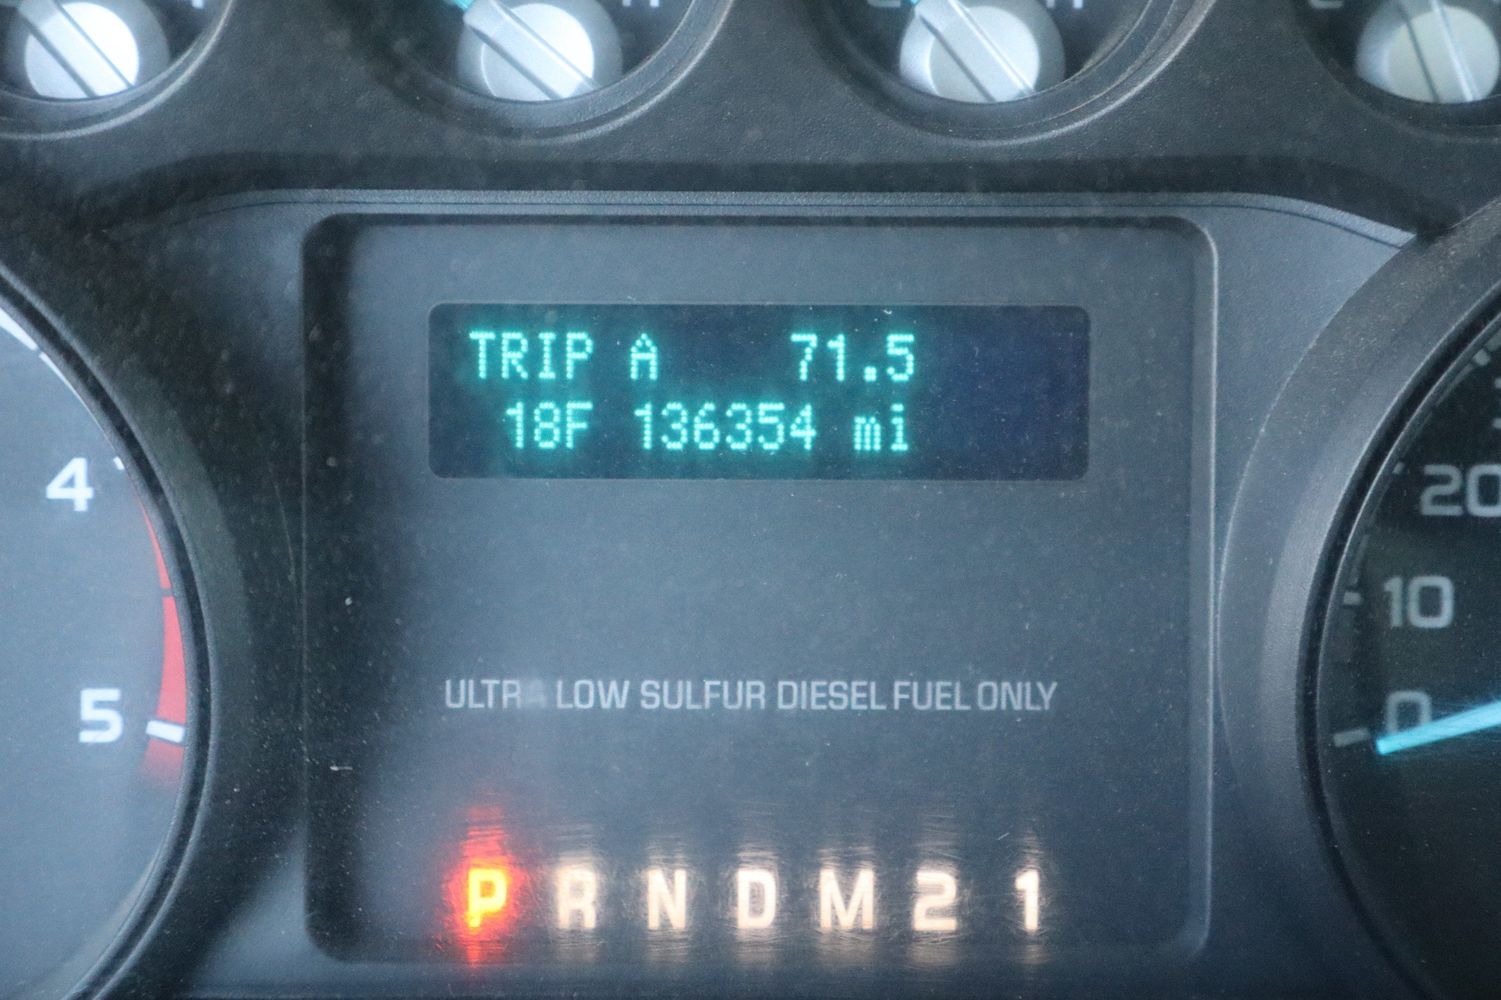 TRIP A 71.5
18F 136354 mi
4
5
20
10
0
ULTRA LOW SULFUR DIESEL FUEL ONLY
P R N D M 2 1